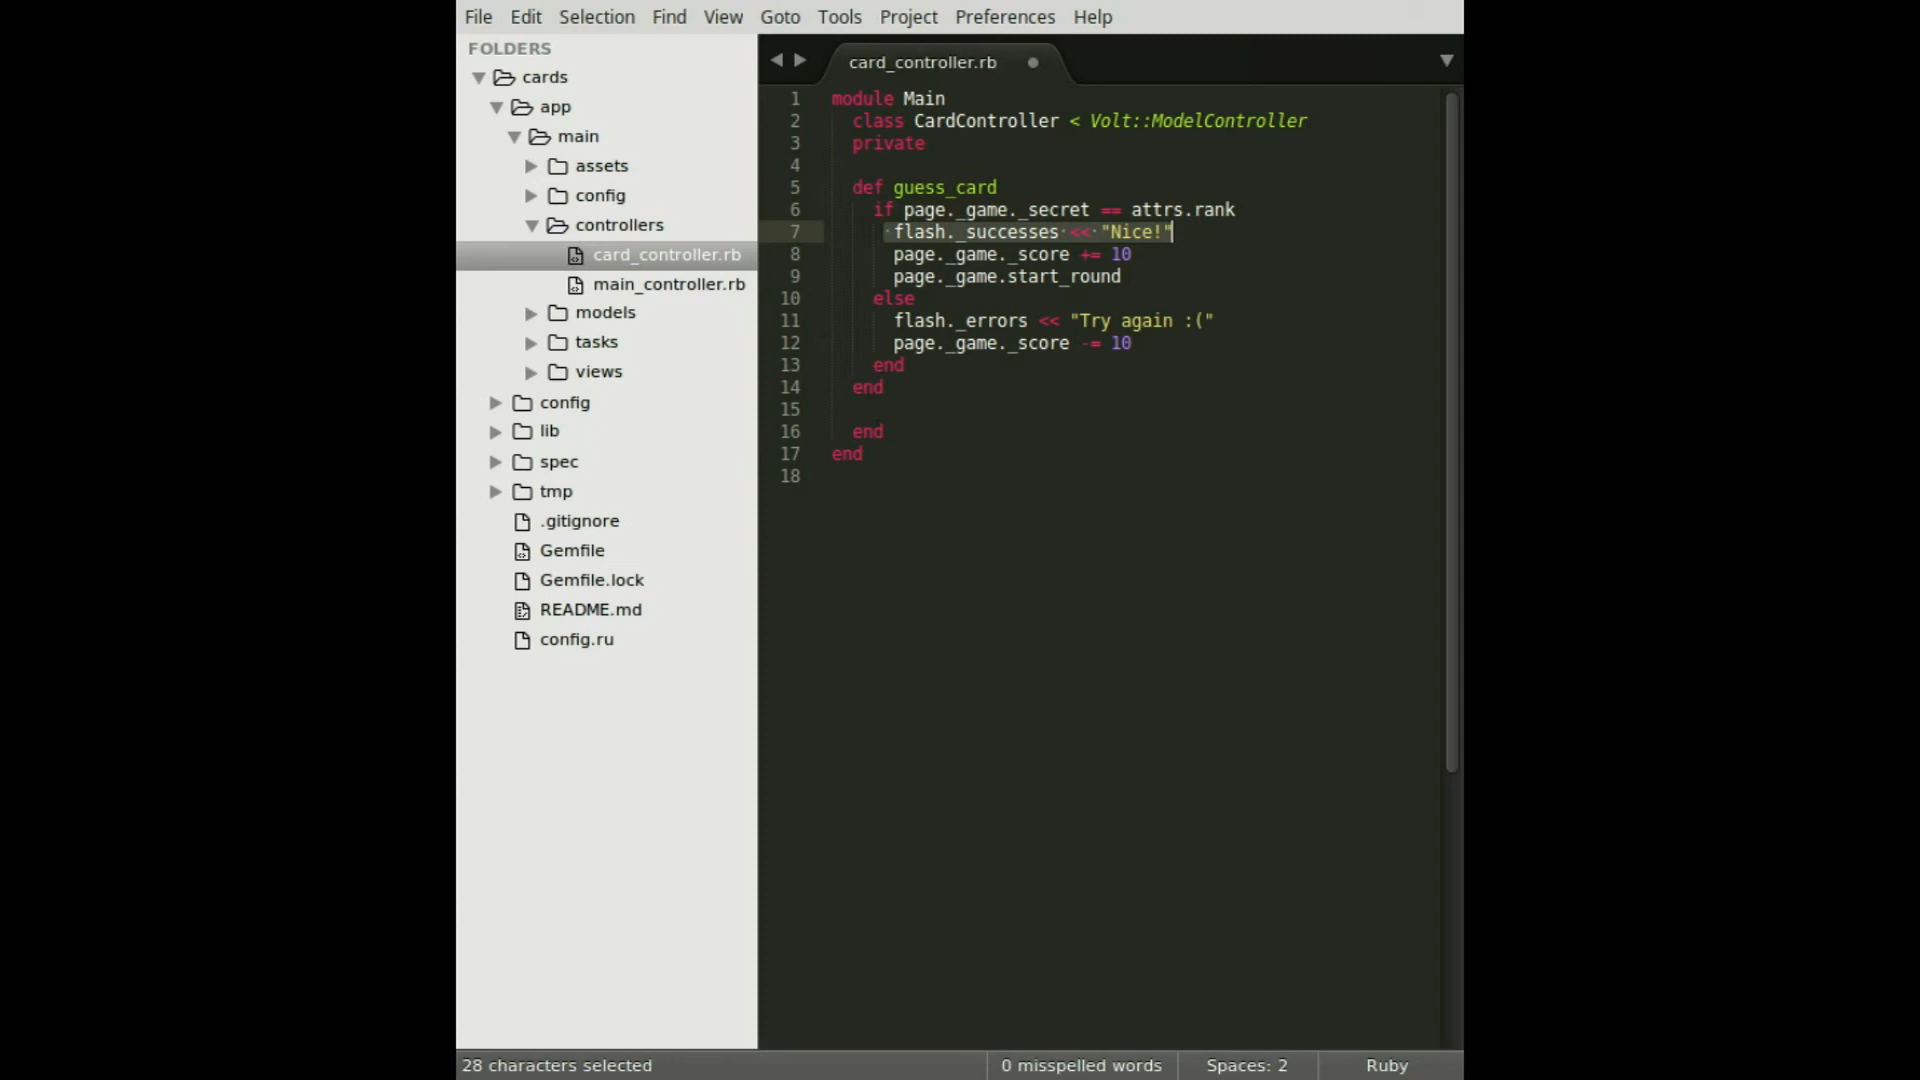 File Edit Selection Find View Goto Tools Project Preferences Help
FOLDERS
cards
app
main
assets
config
controllers
card_controller.rb
main_controller.rb
models
tasks
views
config
lib
spec
tmp
.gitignore
Gemfile
Gemfile.lock
README.md
config.ru
card_controller.rb
1 module Main
2 class CardController < Volt::ModelController
3 private
4
5 def guess_card
6 if page._game._secret == attrs.rank
7 flash._successes << "Nice!"
8 page._game._score += 10
9 page._game.start_round
10 else
11 flash._errors << "Try again :("
12 page._game._score -= 10
13 end
14 end
15
16 end
17 end
18
28 characters selected 0 misspelled words Spaces: 2 Ruby